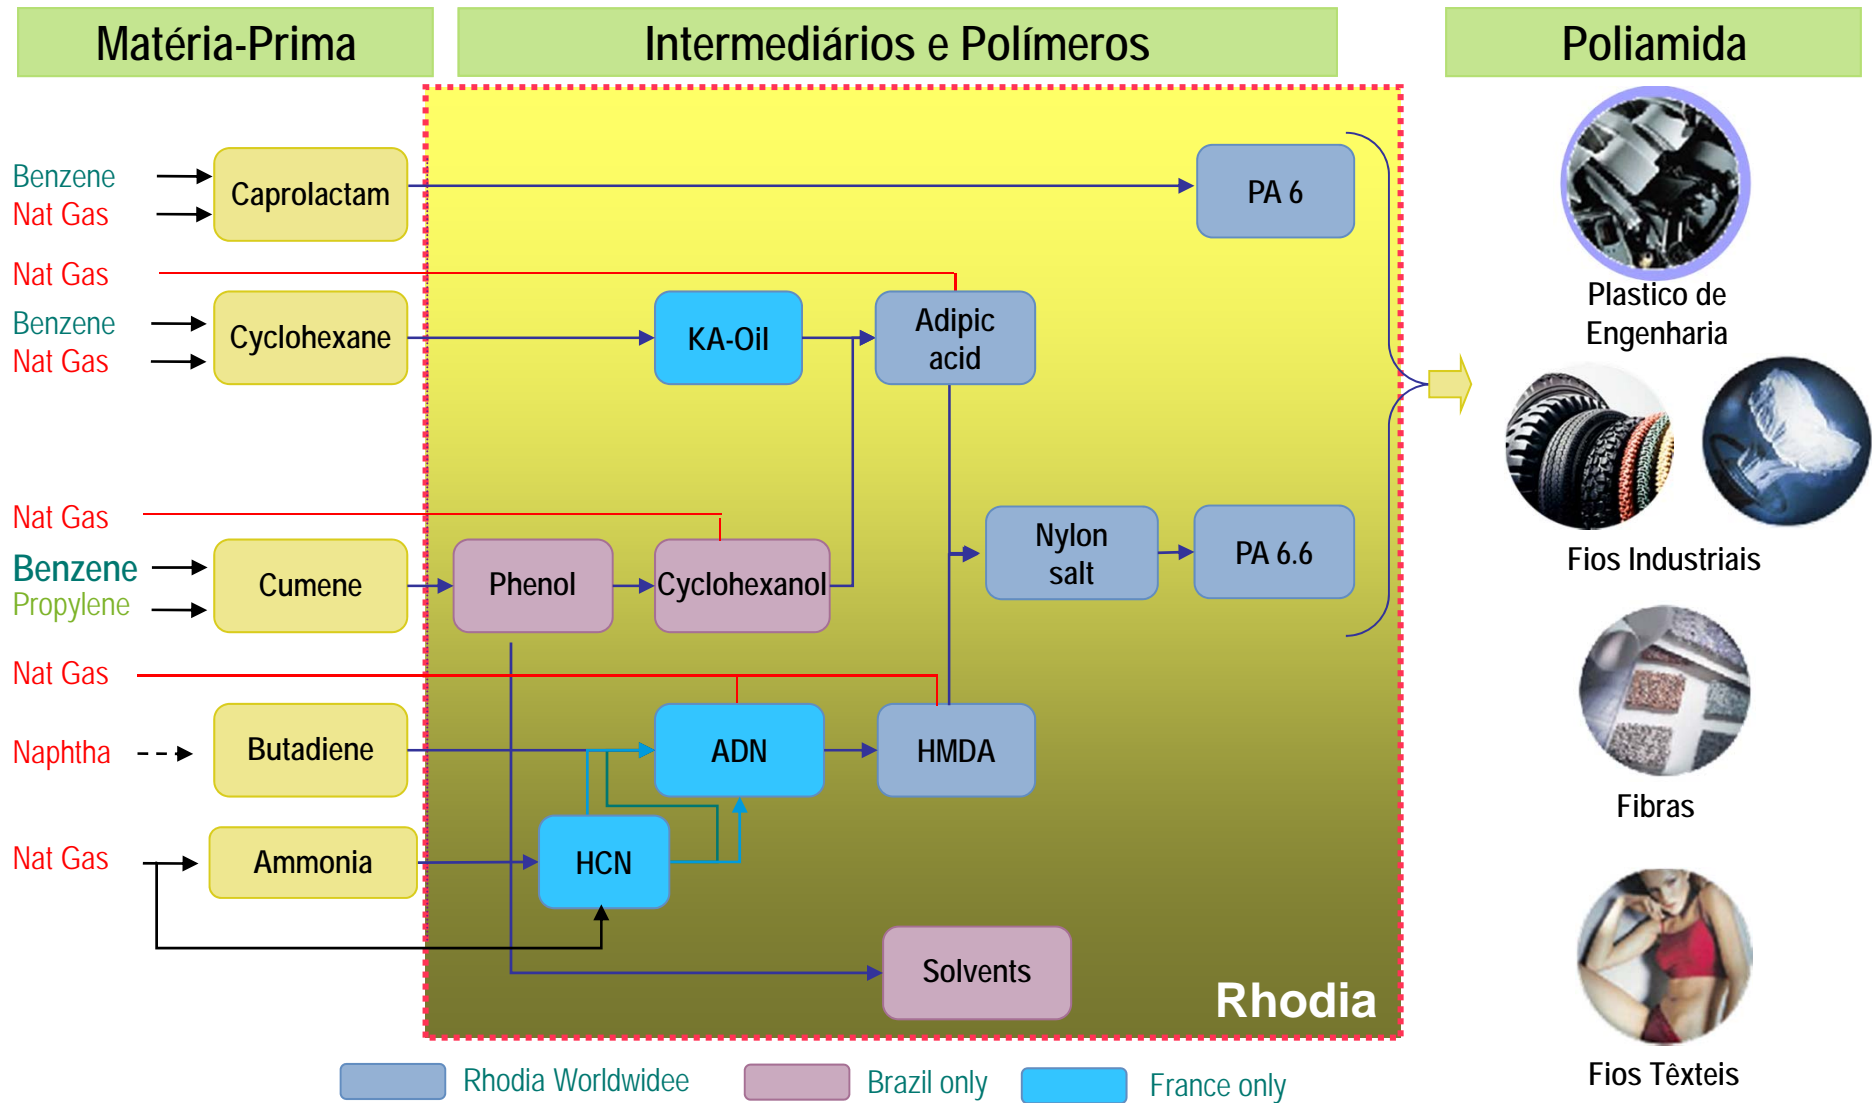 Matéria-Prima
Intermediários e Polímeros
Poliamida
Benzene
Nat Gas
Caprolactam
PA 6
Nat Gas
Benzene
Nat Gas
Cyclohexane
KA-Oil
Adipic
acid
Plastico de
Engenharia
Nat Gas
Benzene
Propylene
Cumene
Phenol
Cyclohexanol
Nylon
salt
PA 6.6
Fios Industriais
Nat Gas
Naphtha
Butadiene
ADN
HMDA
Fibras
Nat Gas
Ammonia
HCN
Solvents
Rhodia
Fios Têxteis
Rhodia Worldwidee
Brazil only
France only